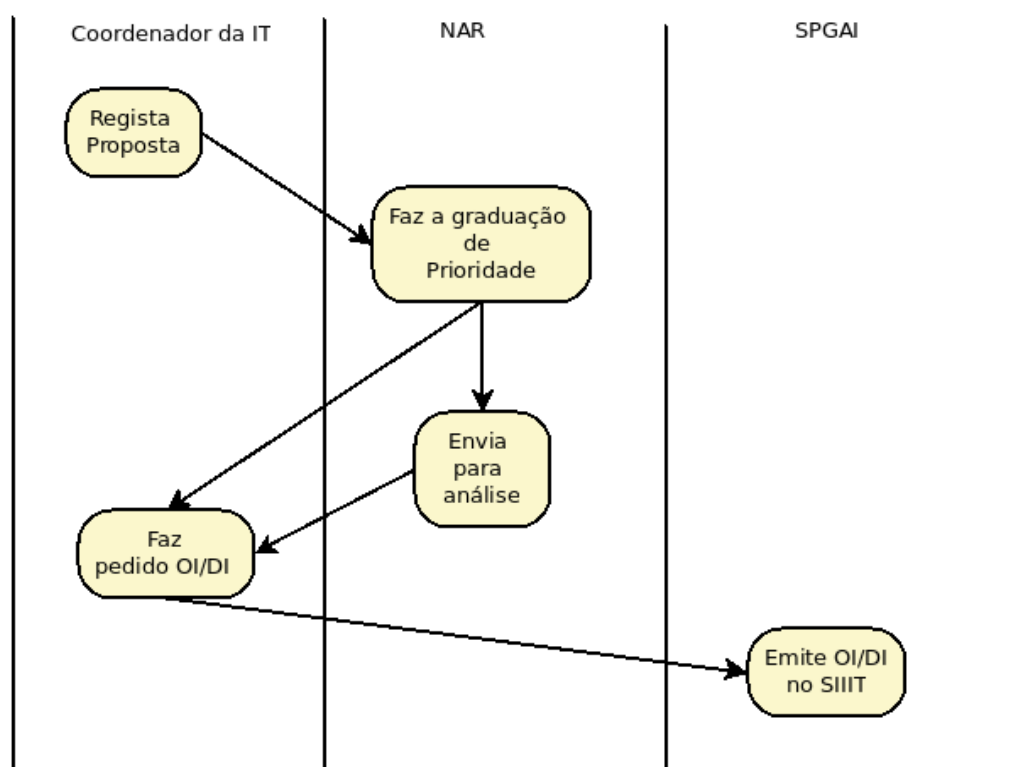 Coordenador da IT
NAR
SPGAI
Regista
Proposta
Faz a graduação
de
Prioridade
Envia
para
análise
Faz
pedido OI/DI
Emite OI/DI
no SIIIT